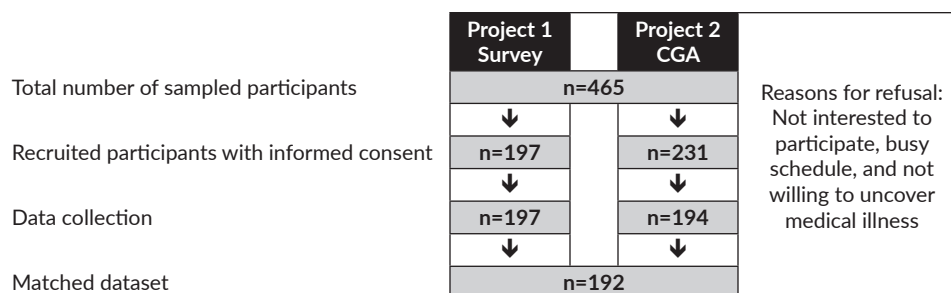 Project 1
Survey
Project 2
CGA
Total number of sampled participants
n=465
Recruited participants with informed consent
n=197
n=231
Data collection
n=197
n=194
Matched dataset
n=192
Reasons for refusal:
Not interested to
participate, busy
schedule, and not
willing to uncover
medical illness